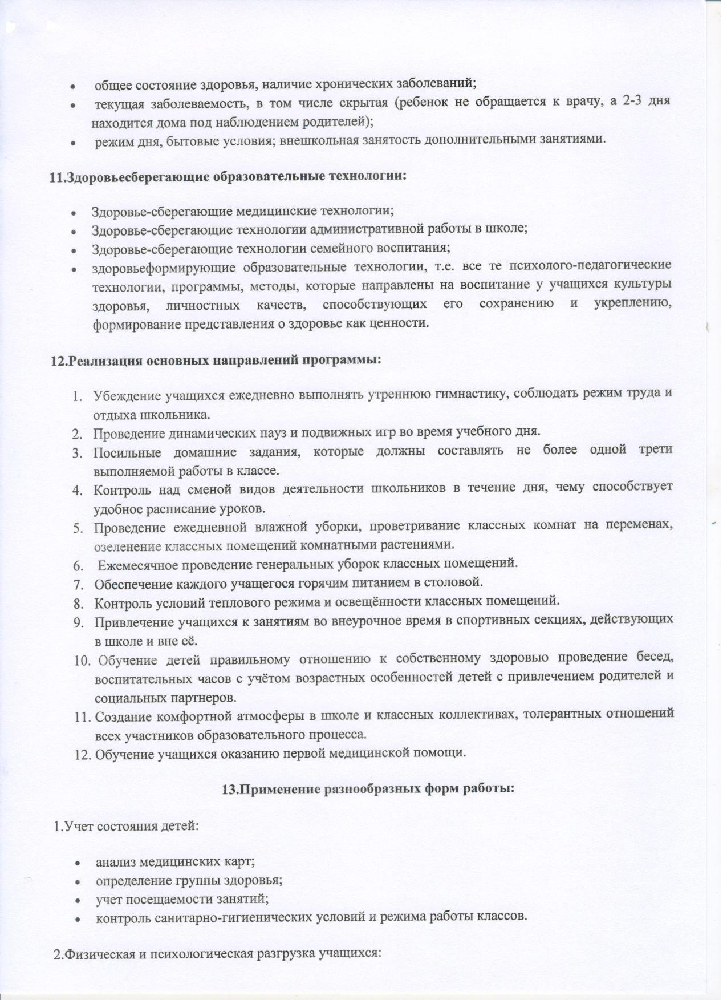 • общее состояние здоровья, наличие хронических заболеваний;
• текущая заболеваемость, в том числе скрытая (ребенок не обращается к врачу, а 2-3 дня
находится дома под наблюдением родителей);
• режим дня, бытовые условия; внешкольная занятость дополнительными занятиями.
11.Здоровьесберегающие образовательные технологии:
• Здоровье-сберегающие медицинские технологии;
• Здоровье-сберегающие технологии административной работы в школе;
• Здоровье-сберегающие технологии семейного воспитания;
• здоровьеформирующие образовательные технологии, т.е. все те психолого-педагогические
технологии, программы, методы, которые направлены на воспитание у учащихся культуры
здоровья, личностных качеств, способствующих его сохранению и укреплению,
формирование представления о здоровье как ценности.
12.Реализация основных направлений программы:
1. Убеждение учащихся ежедневно выполнять утреннюю гимнастику, соблюдать режим труда и
отдыха школьника.
2. Проведение динамических пауз и подвижных игр во время учебного дня.
3. Посильные домашние задания, которые должны составлять не более одной трети
выполняемой работы в классе.
4. Контроль над сменой видов деятельности школьников в течение дня, чему способствует
удобное расписание уроков.
5. Проведение ежедневной влажной уборки, проветривание классных комнат на переменах,
озеленение классных помещений комнатными растениями.
6. Ежемесячное проведение генеральных уборок классных помещений.
7. Обеспечение каждого учащегося горячим питанием в столовой.
8. Контроль условий теплового режима и освещённости классных помещений.
9. Привлечение учащихся к занятиям во внеурочное время в спортивных секциях, действующих
в школе и вне её.
10. Обучение детей правильному отношению к собственному здоровью проведение бесед,
воспитательных часов с учётом возрастных особенностей детей с привлечением родителей и
социальных партнеров.
11. Создание комфортной атмосферы в школе и классных коллективах, толерантных отношений
всех участников образовательного процесса.
12. Обучение учащихся оказанию первой медицинской помощи.
13.Применение разнообразных форм работы:
1.Учет состояния детей:
• анализ медицинских карт;
• определение группы здоровья;
• учет посещаемости занятий;
• контроль санитарно-гигиенических условий и режима работы классов.
2.Физическая и психологическая разгрузка учащихся: